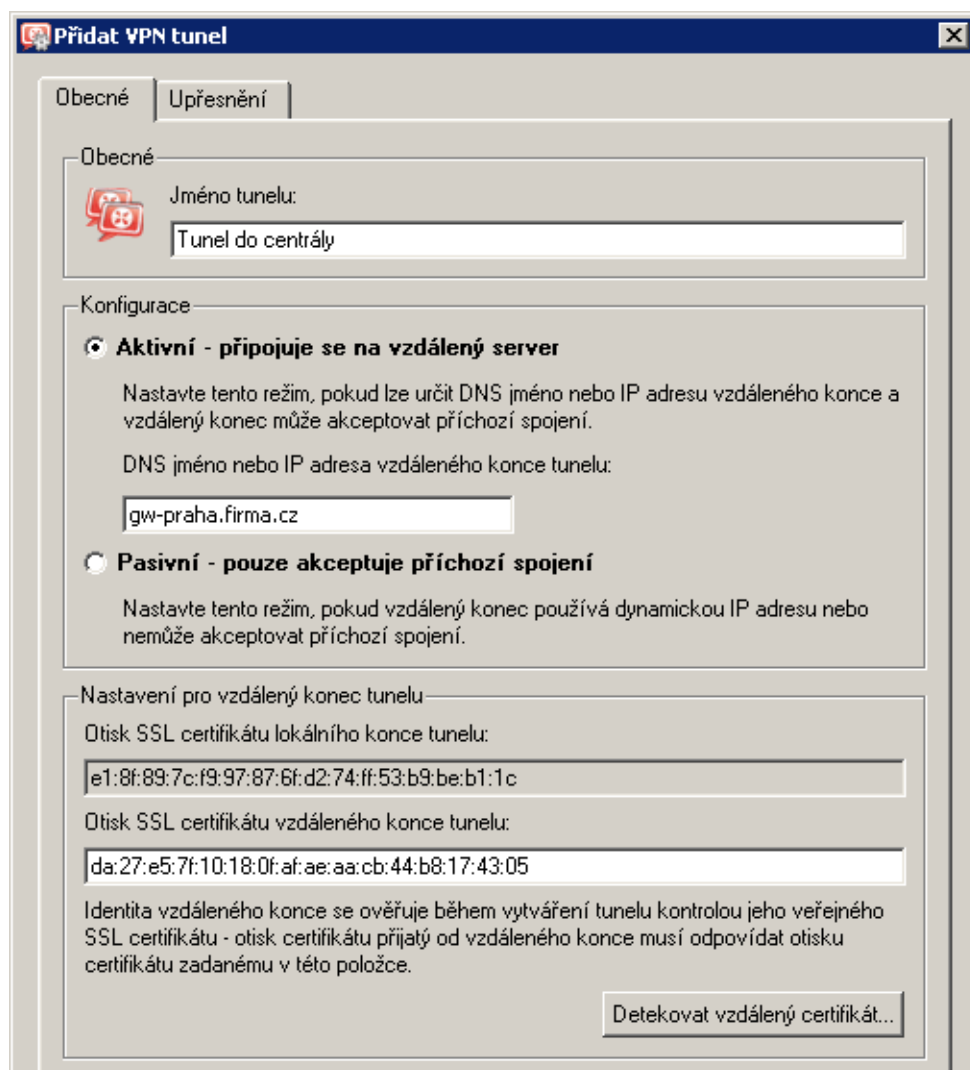 Přidat VPN tunel
Obecné
Upřesnění
Obecné
Jméno tunelu:
Tunel do centrály
Konfigurace
Aktivní - připojuje se na vzdálený server
Nastavte tento režim, pokud lze určit DNS jméno nebo IP adresu vzdáleného konce a
vzdálený konec může akceptovat příchozí spojení.
DNS jméno nebo IP adresa vzdáleného konce tunelu:
gw-praha.firma.cz
Pasivní - pouze akceptuje příchozí spojení
Nastavte tento režim, pokud vzdálený konec používá dynamickou IP adresu nebo
nemůže akceptovat příchozí spojení.
Nastavení pro vzdálený konec tunelu
Otisk SSL certifikátu lokálního konce tunelu:
e1:8f:89:7c:f9:97:87:6f:d2:74:ff:53:b9:be:b1:1c
Otisk SSL certifikátu vzdáleného konce tunelu:
da:27:e5:7f:10:18:0f:af:ae:aa:cb:44:b8:17:43:05
Identita vzdáleného konce se ověřuje během vytváření tunelu kontrolou jeho veřejného
SSL certifikátu - otisk certifikátu přijatý od vzdáleného konce musí odpovídat otisku
certifikátu zadanému v této položce.
Detekovat vzdálený certifikát...